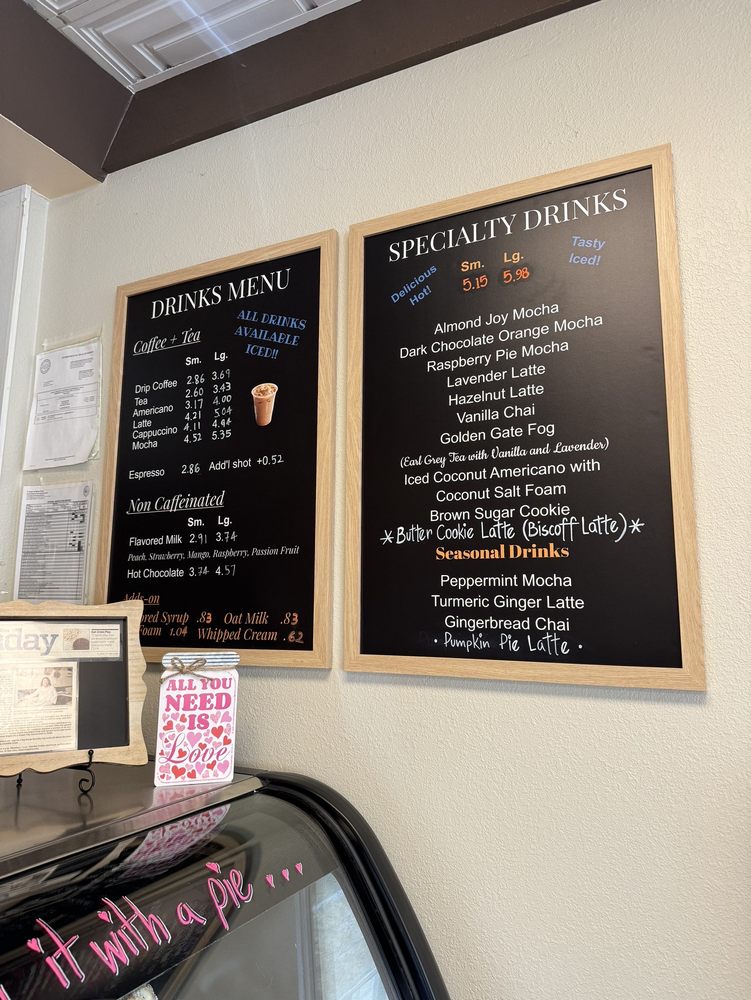 DRINKS MENU
Coffee + Tea
ALL DRINKS
AVAILABLE
ICED!!
Sm. Lg.
Drip Coffee 2.86 3.69
Tea 2.60 3.43
Americano 3.17 4.00
Latte 4.21 5.04
Cappuccino 4.11 4.94
Mocha 4.52 5.35
Espresso 2.86 Add'l shot +0.52
Non Caffeinated
Sm. Lg.
Flavored Milk 2.91 3.74
Peach, Strawberry, Mango, Raspberry, Passion Fruit
Hot Chocolate 3.74 4.57
Adds-on
ored Syrup .83 Oat Milk .83
Foam 1.04 Whipped Cream .62
SPECIALTY DRINKS
Delicious
Hot!
Sm. Lg.
5.15 5.98
Tasty
Iced!
Almond Joy Mocha
Dark Chocolate Orange Mocha
Raspberry Pie Mocha
Lavender Latte
Hazelnut Latte
Vanilla Chai
Golden Gate Fog
(Earl Grey Tea with Vanilla and Lavender)
Iced Coconut Americano with
Coconut Salt Foam
Brown Sugar Cookie
*Butter Cookie Latte (Biscoff Latte)*
Seasonal Drinks
Peppermint Mocha
Turmeric Ginger Latte
Gingerbread Chai
• Pumpkin Pie Latte •
day
ALL YOU
NEED
IS
Love
it with a pie...